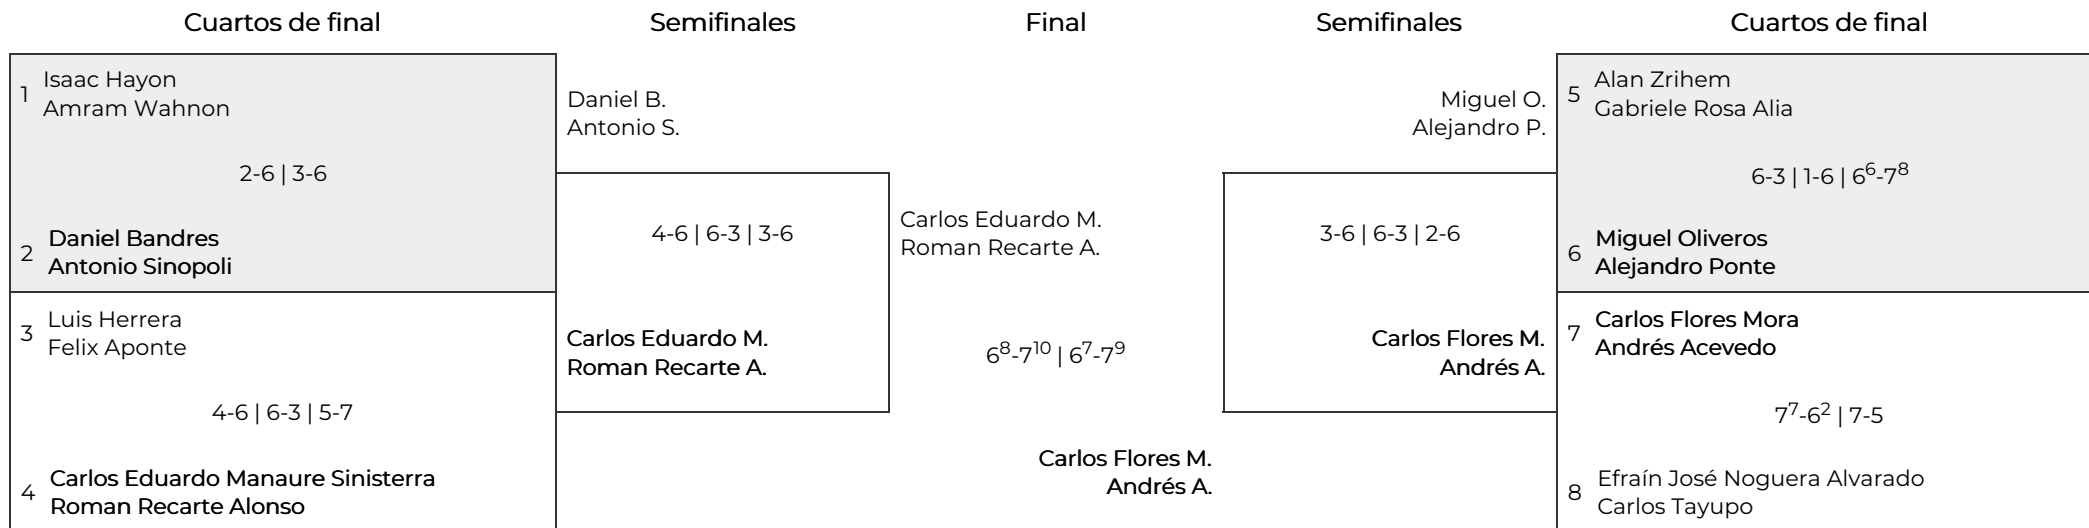 Cuartos de final
Semifinales
Final
Semifinales
Cuartos de final
1
Isaac Hayon
Amram Wahnon
2-6 | 3-6
2
Daniel Bandres
Antonio Sinopoli
3
Luis Herrera
Felix Aponte
4-6 | 6-3 | 5-7
4
Carlos Eduardo Manaure Sinisterra
Roman Recarte Alonso
Daniel B.
Antonio S.
4-6 | 6-3 | 3-6
Carlos Eduardo M.
Roman Recarte A.
Carlos Eduardo M.
Roman Recarte A.
6⁸-7¹⁰ | 6⁷-7⁹
Carlos Flores M.
Andrés A.
Miguel O.
Alejandro P.
3-6 | 6-3 | 2-6
Carlos Flores M.
Andrés A.
5
Alan Zrihem
Gabriele Rosa Alia
6-3 | 1-6 | 6⁶-7⁸
6
Miguel Oliveros
Alejandro Ponte
7
Carlos Flores Mora
Andrés Acevedo
7⁷-6² | 7-5
8
Efraín José Noguera Alvarado
Carlos Tayupo